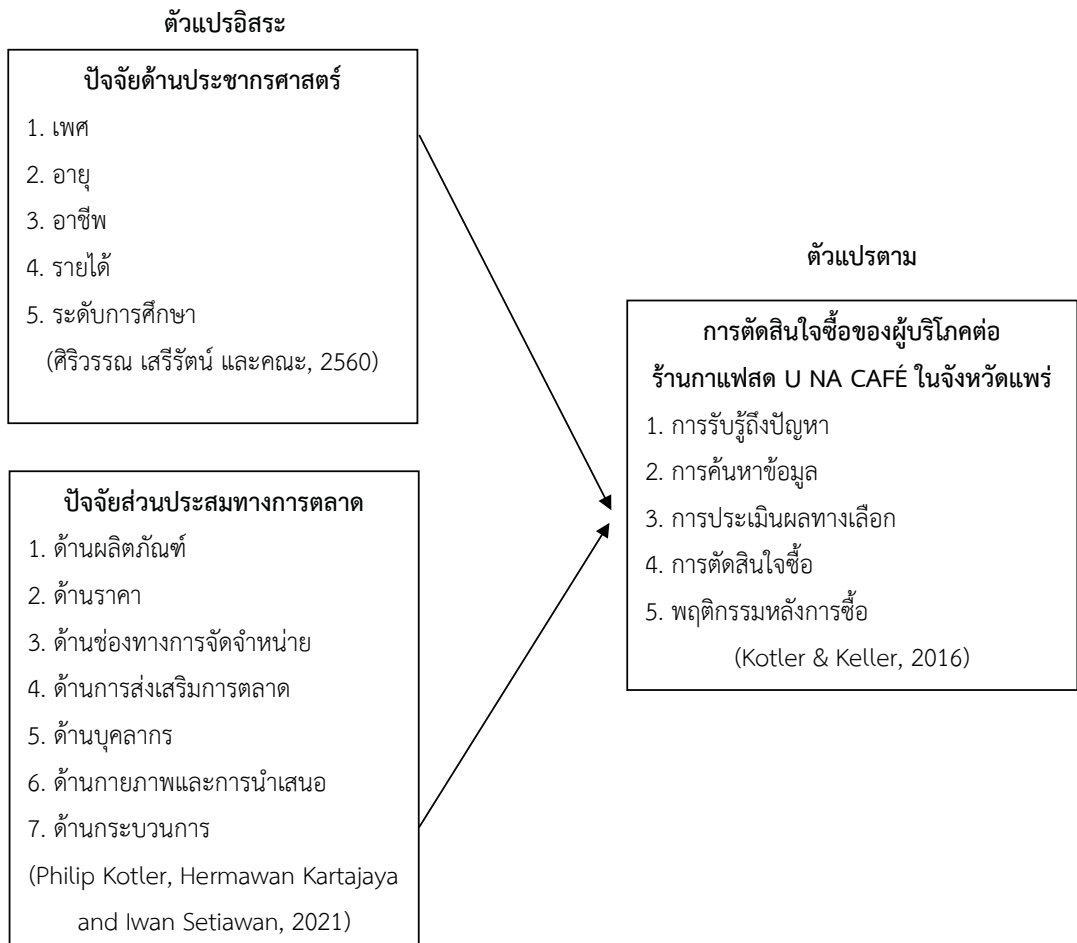 ตัวแปรอิสระ
ปัจจัยด้านประชากรศาสตร์
1. เพศ
2. อายุ
3. อาชีพ
4. รายได้
5. ระดับการศึกษา
(ศิริวรรณ เสรีรัตน์ และคณะ, 2560)
ปัจจัยส่วนประสมทางการตลาด
1. ด้านผลิตภัณฑ์
2. ด้านราคา
3. ด้านช่องทางการจัดจำหน่าย
4. ด้านการส่งเสริมการตลาด
5. ด้านบุคลากร
6. ด้านกายภาพและการนำเสนอ
7. ด้านกระบวนการ
(Philip Kotler, Hermawan Kartajaya
and Iwan Setiawan, 2021)
ตัวแปรตาม
การตัดสินใจซื้อของผู้บริโภคต่อ
ร้านกาแฟสด U NA CAFÉ ในจังหวัดแพร่
1. การรับรู้ถึงปัญหา
2. การค้นหาข้อมูล
3. การประเมินผลทางเลือก
4. การตัดสินใจซื้อ
5. พฤติกรรมหลังการซื้อ
(Kotler & Keller, 2016)